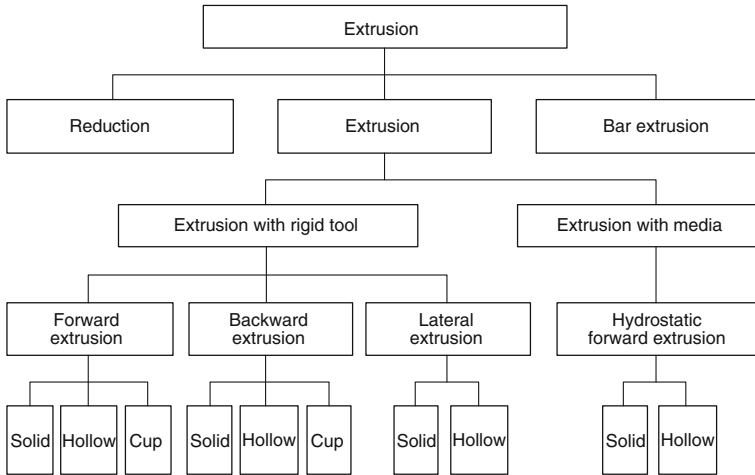 Extrusion
Reduction
Extrusion
Bar extrusion
Extrusion with rigid tool
Extrusion with media
Forward
extrusion
Backward
extrusion
Lateral
extrusion
Hydrostatic
forward extrusion
Solid
Hollow
Cup
Solid
Hollow
Cup
Solid
Hollow
Solid
Hollow